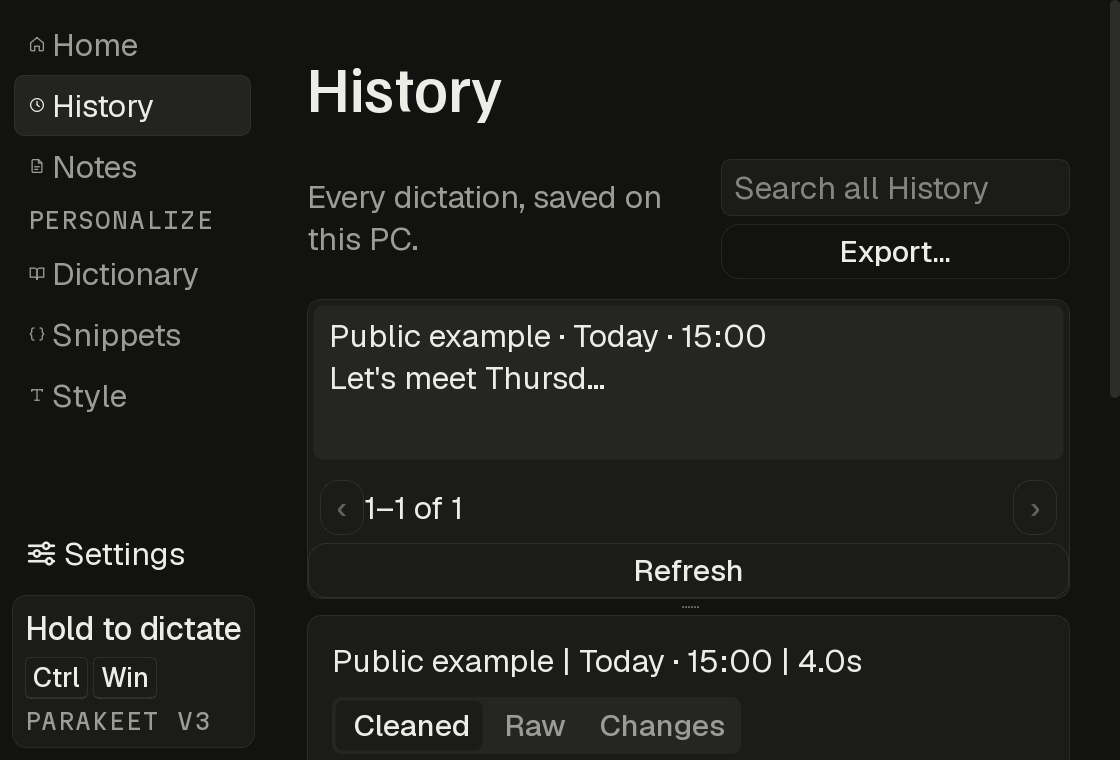 Home
History
Notes
PERSONALIZE
Dictionary
Snippets
Style
Settings
Hold to dictate
Ctrl Win
PARAKEET V3
History
Every dictation, saved on
this PC.
Search all History
Export...
Public example · Today · 15:00
Let's meet Thursd...
‹ 1–1 of 1 ›
Refresh
Public example | Today · 15:00 | 4.0s
Cleaned Raw Changes